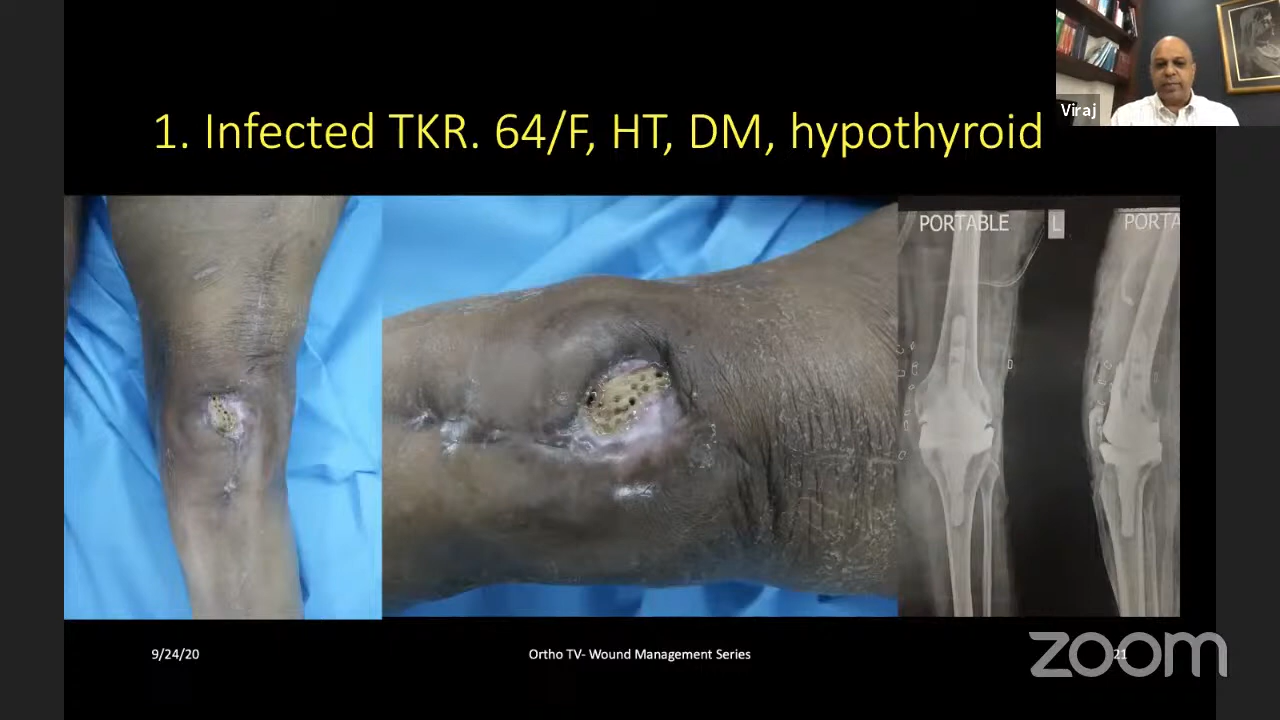 Viraj
1. Infected TKR. 64/F, HT, DM, hypothyroid
PORTABLE
L
PORTA
9/24/20
Ortho TV- Wound Management Series
21
zoom